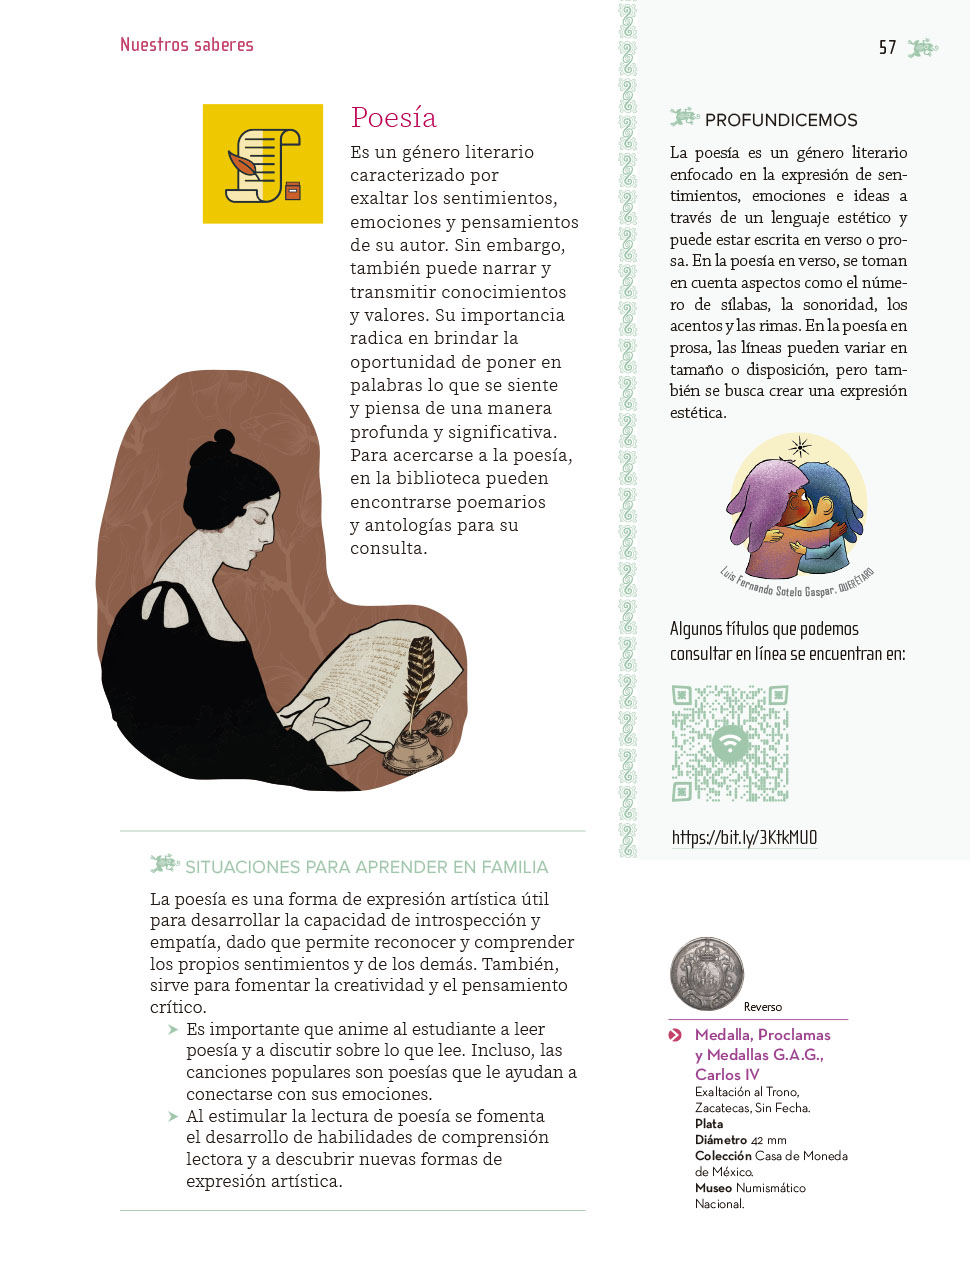 Nuestros saberes
57
Poesía
Es un género literario
caracterizado por
exaltar los sentimientos,
emociones y pensamientos
de su autor. Sin embargo,
también puede narrar y
transmitir conocimientos
y valores. Su importancia
radica en brindar la
oportunidad de poner en
palabras lo que se siente
y piensa de una manera
profunda y significativa.
Para acercarse a la poesía,
en la biblioteca pueden
encontrarse poemarios
y antologías para su
consulta.
PROFUNDICEMOS
La poesía es un género literario
enfocado en la expresión de sen-
timientos, emociones e ideas a
través de un lenguaje estético y
puede estar escrita en verso o pro-
sa. En la poesía en verso, se toman
en cuenta aspectos como el núme-
ro de sílabas, la sonoridad, los
acentos y las rimas. En la poesía en
prosa, las líneas pueden variar en
tamaño o disposición, pero tam-
bién se busca crear una expresión
estética.
Luis Fernando Sotelo Gaspar, QUERÉTARO
Algunos títulos que podemos
consultar en línea se encuentran en:
https://bit.ly/3KtkMUO
SITUACIONES PARA APRENDER EN FAMILIA
La poesía es una forma de expresión artística útil
para desarrollar la capacidad de introspección y
empatía, dado que permite reconocer y comprender
los propios sentimientos y de los demás. También,
sirve para fomentar la creatividad y el pensamiento
crítico.
➤ Es importante que anime al estudiante a leer
poesía y a discutir sobre lo que lee. Incluso, las
canciones populares son poesías que le ayudan a
conectarse con sus emociones.
➤ Al estimular la lectura de poesía se fomenta
el desarrollo de habilidades de comprensión
lectora y a descubrir nuevas formas de
expresión artística.
Reverso
Medalla, Proclamas
y Medallas G.A.G.,
Carlos IV
Exaltación al Trono,
Zacatecas, Sin Fecha.
Plata
Diámetro 42 mm
Colección Casa de Moneda
de México.
Museo Numismático
Nacional.